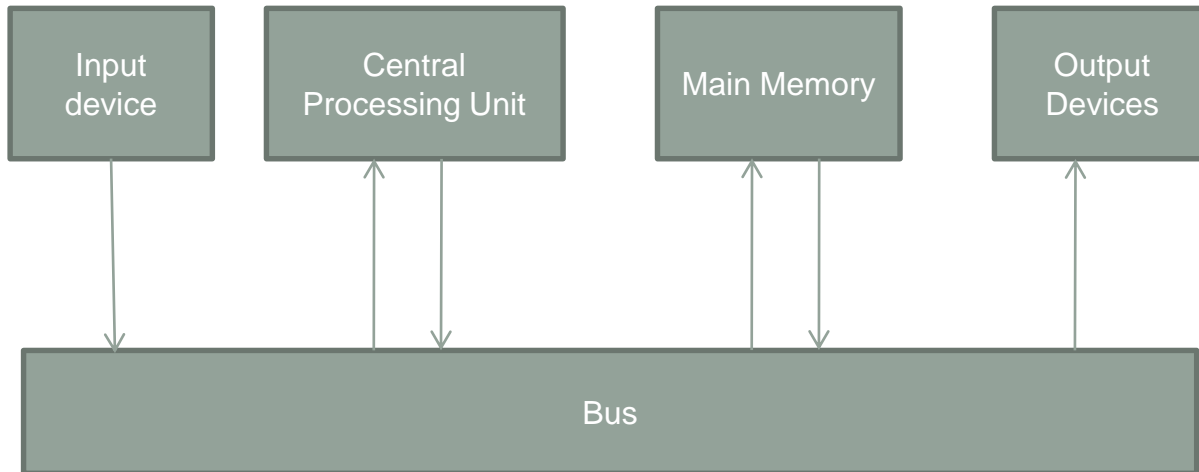 Input
device
Central
Processing Unit
Main Memory
Output
Devices
Bus